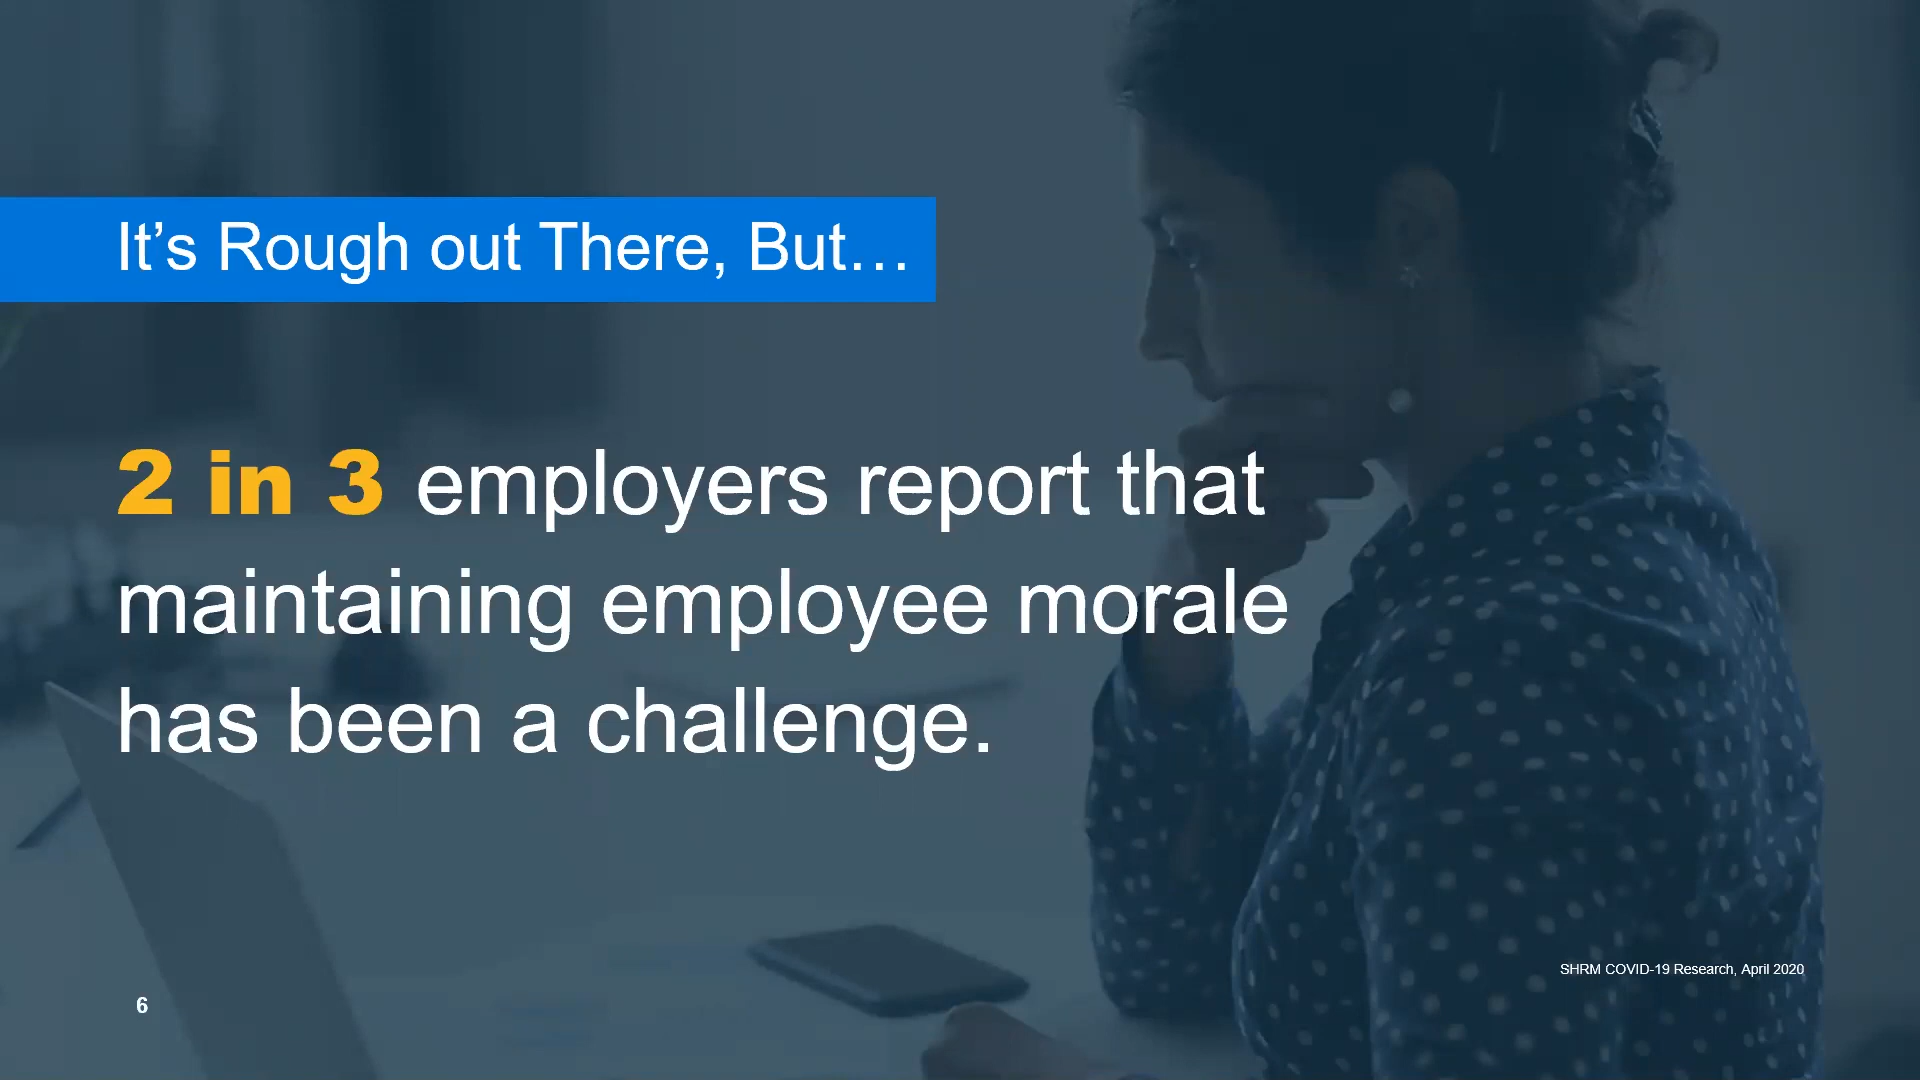 It’s Rough out There, But…
2 in 3 employers report that
maintaining employee morale
has been a challenge.
SHRM COVID-19 Research, April 2020
6